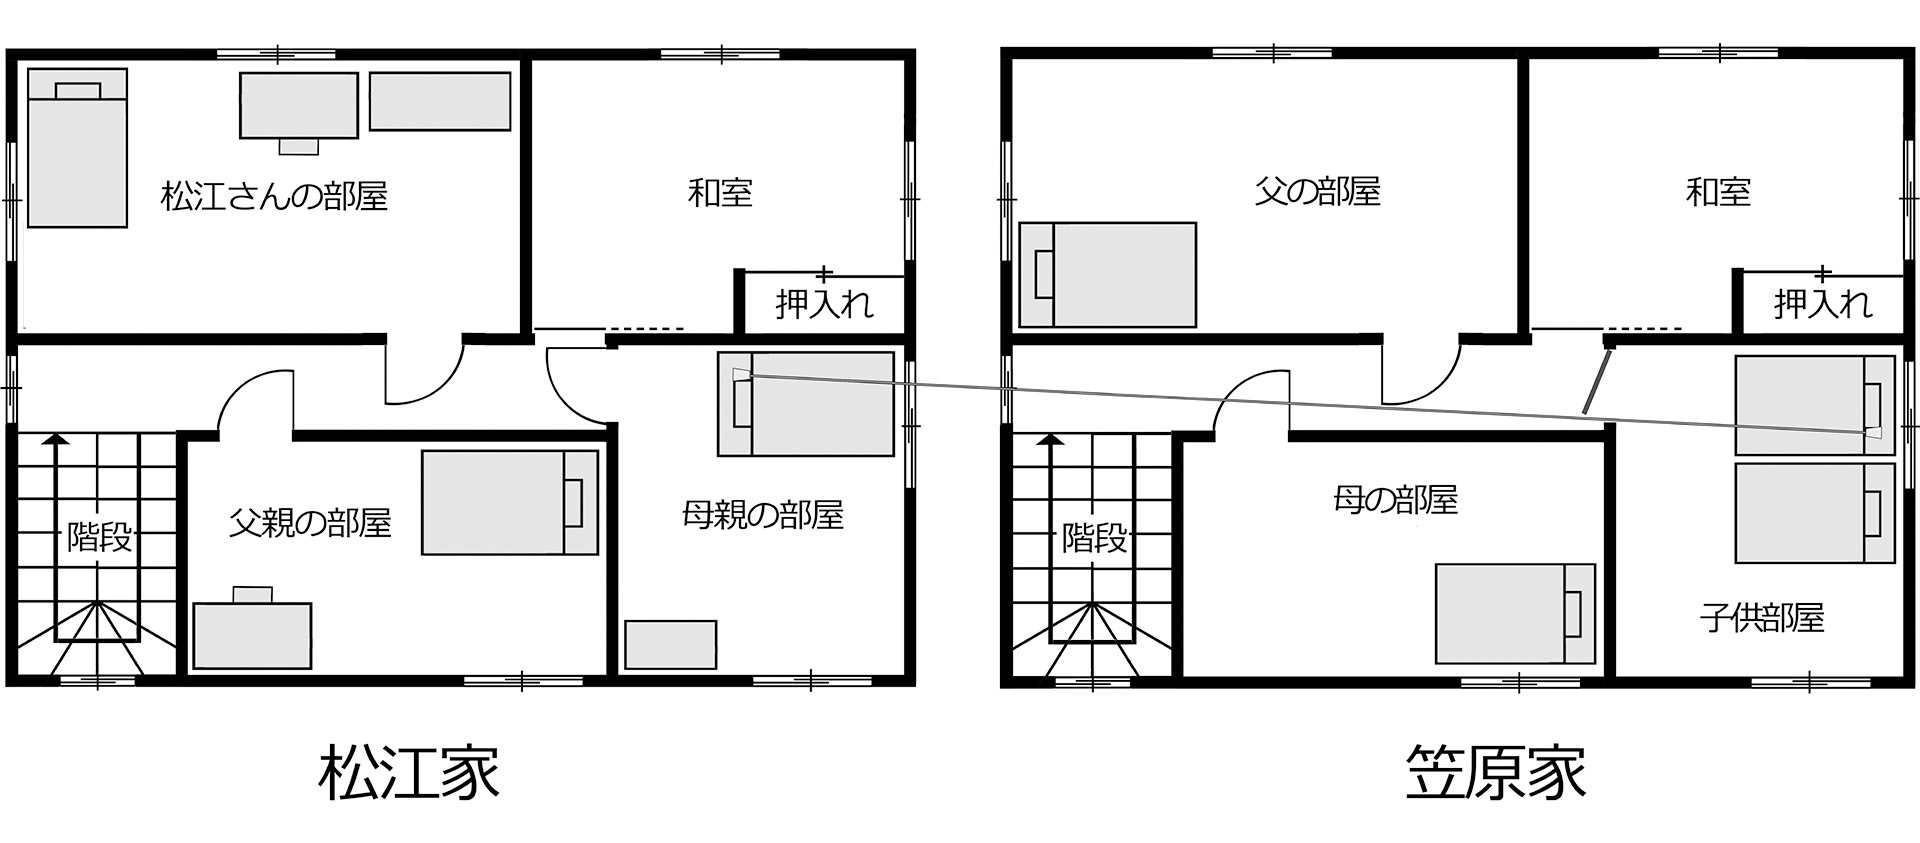 松江さんの部屋
和室
押入れ
階段
父親の部屋
母親の部屋
松江家
父の部屋
和室
押入れ
階段
母の部屋
子供部屋
笠原家